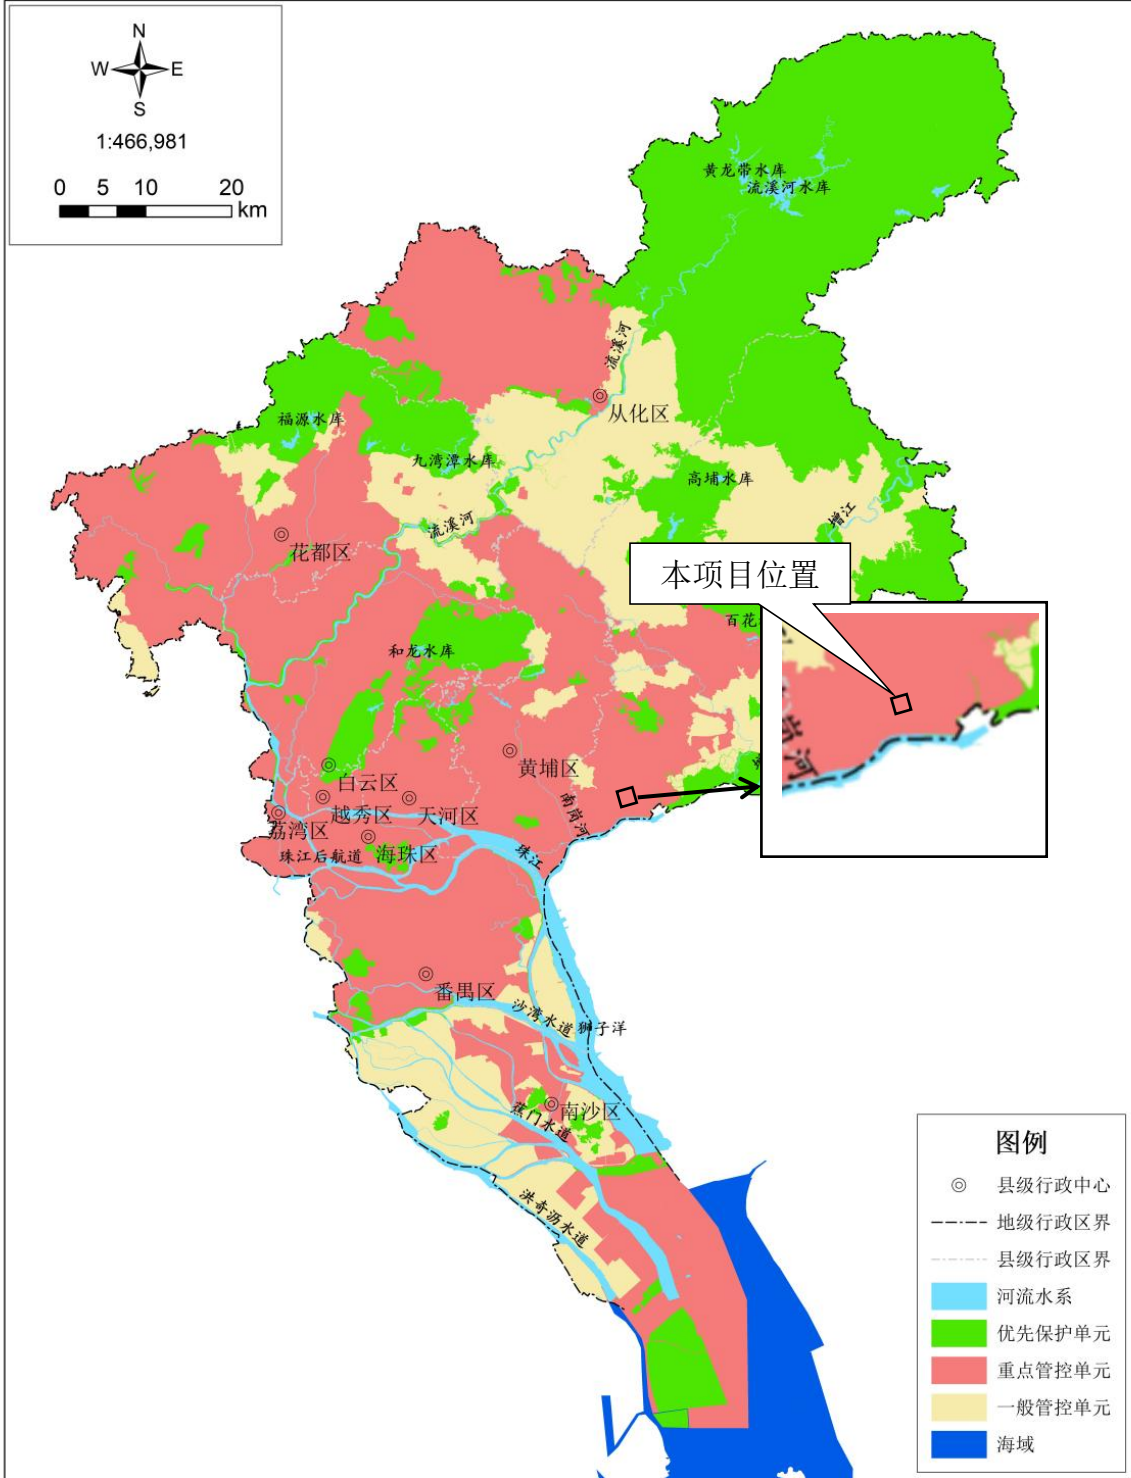 N
W E
S
1:466,981
0 5 10 20
km
黄龙带水库
流溪河水库
流溪河
从化区
福源水库
九湾潭水库
高埔水库
流溪河
增江
花都区
本项目位置
百花
和龙水库
黄埔区
白云区
越秀区
天河区
南岗河
荔湾区
海珠区
珠江后航道
珠江
岗河
番禺区
沙湾水道
狮子洋
南沙区
蕉门水道
洪奇沥水道
图例
县级行政中心
地级行政区界
县级行政区界
河流水系
优先保护单元
重点管控单元
一般管控单元
海域